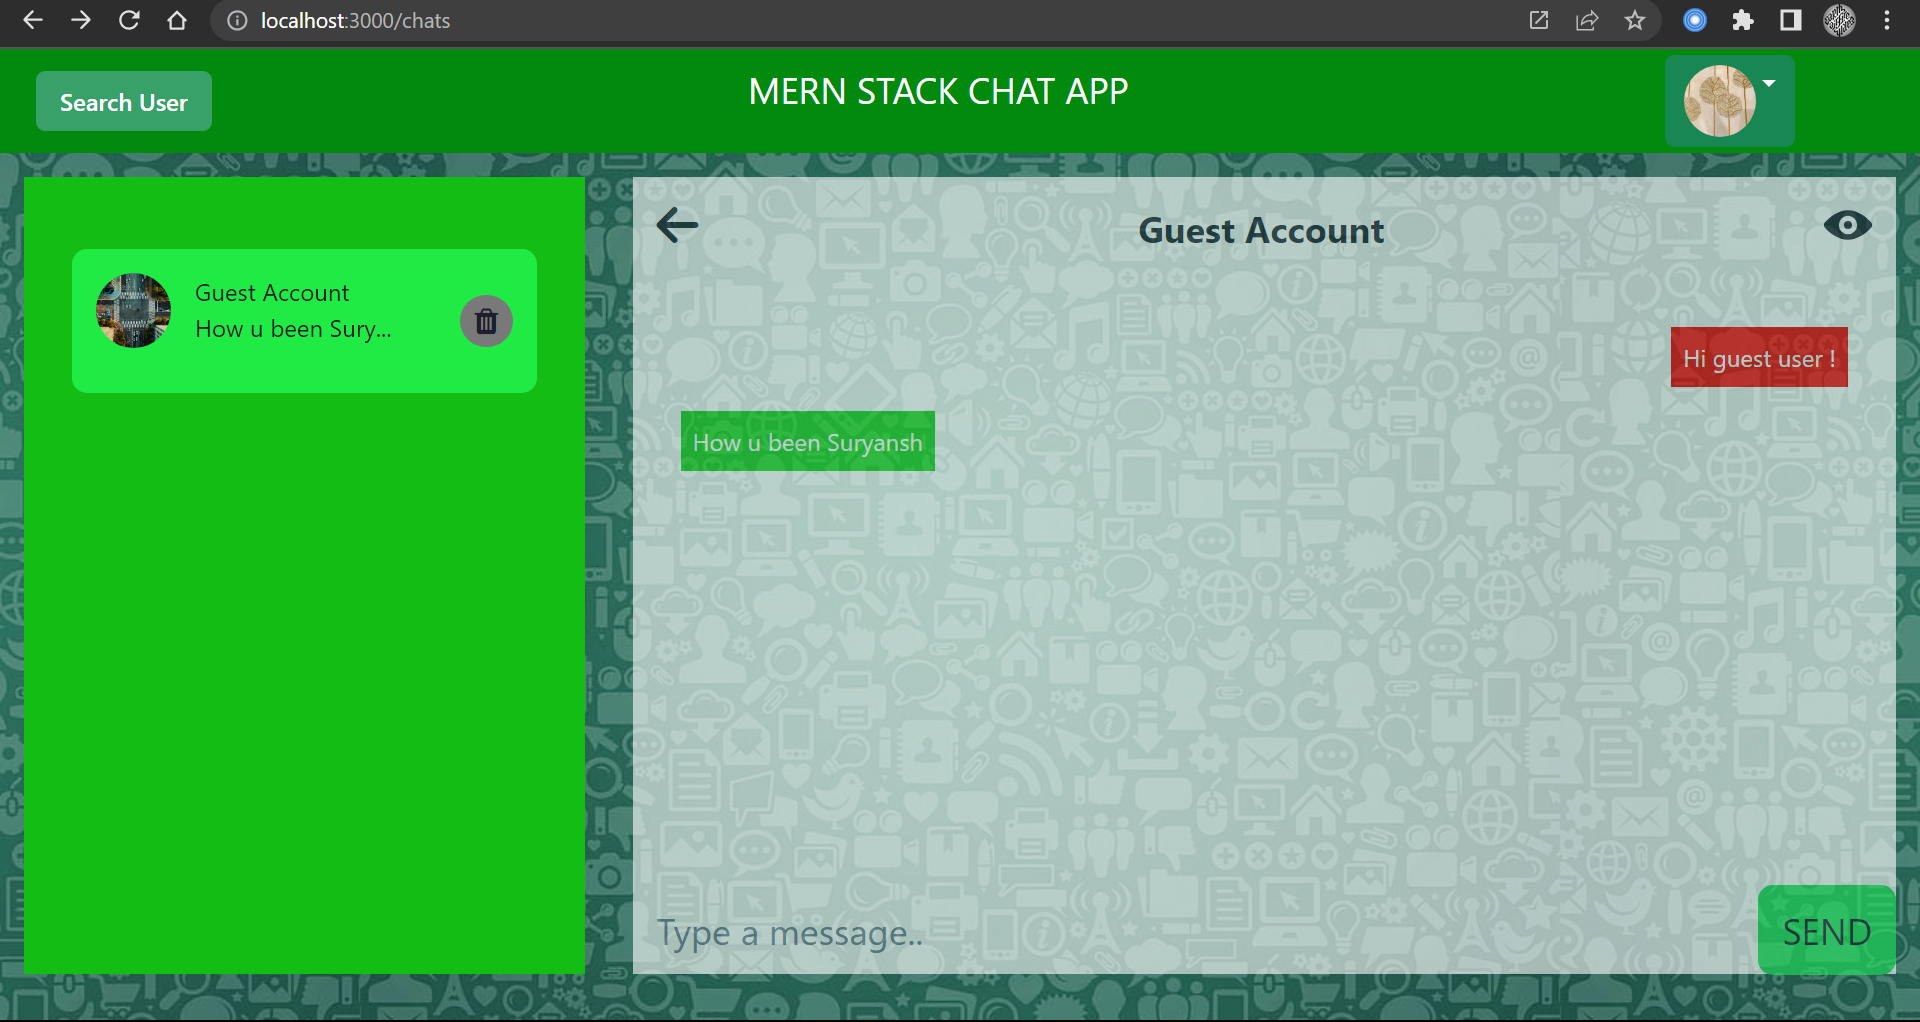 localhost:3000/chats
Search User
MERN STACK CHAT APP
Guest Account
How u been Sury...
Guest Account
Hi guest user !
How u been Suryansh
Type a message..
SEND